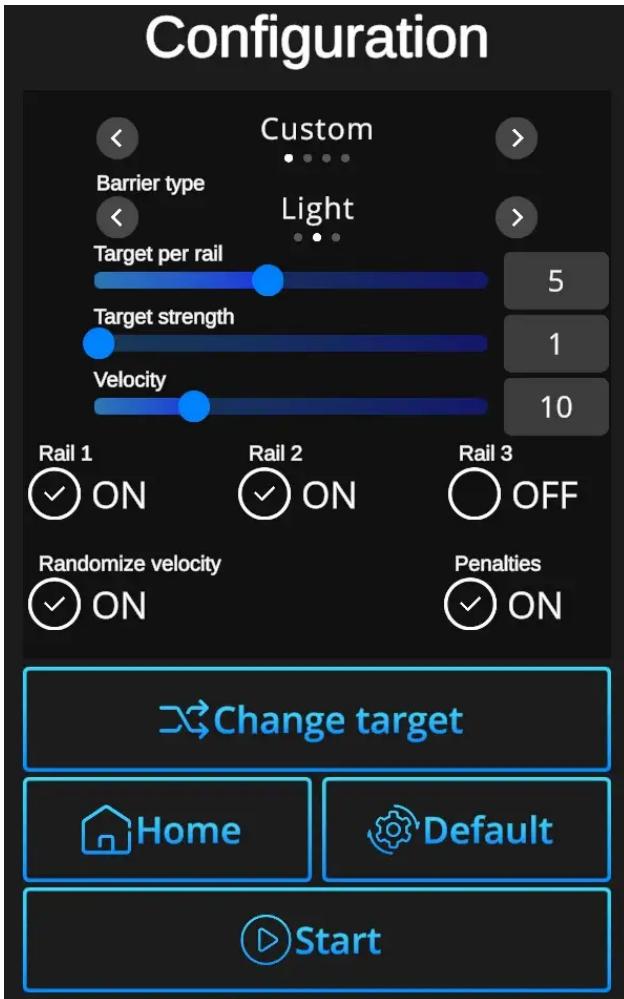 Configuration
Custom
Barrier type
Light
Target per rail
5
Target strength
1
Velocity
10
Rail 1 Rail 2 Rail 3
ON ON OFF
Randomize velocity Penalties
ON ON
Change target
Home Default
Start